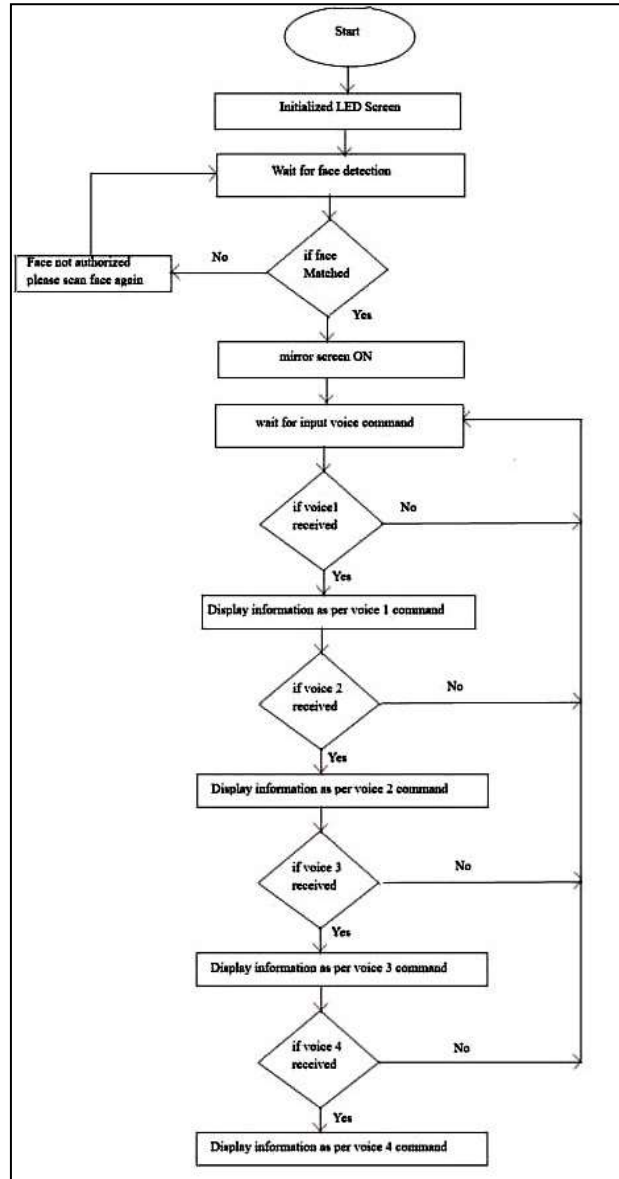 Start
Initialized LED Screen
Wait for face detection
if face
Matched
No
Face not authorized
please scan face again
Yes
mirror screen ON
wait for input voice command
if voice1
received
No
Yes
Display information as per voice 1 command
if voice 2
received
No
Yes
Display information as per voice 2 command
if voice 3
received
No
Yes
Display information as per voice 3 command
if voice 4
received
No
Yes
Display information as per voice 4 command